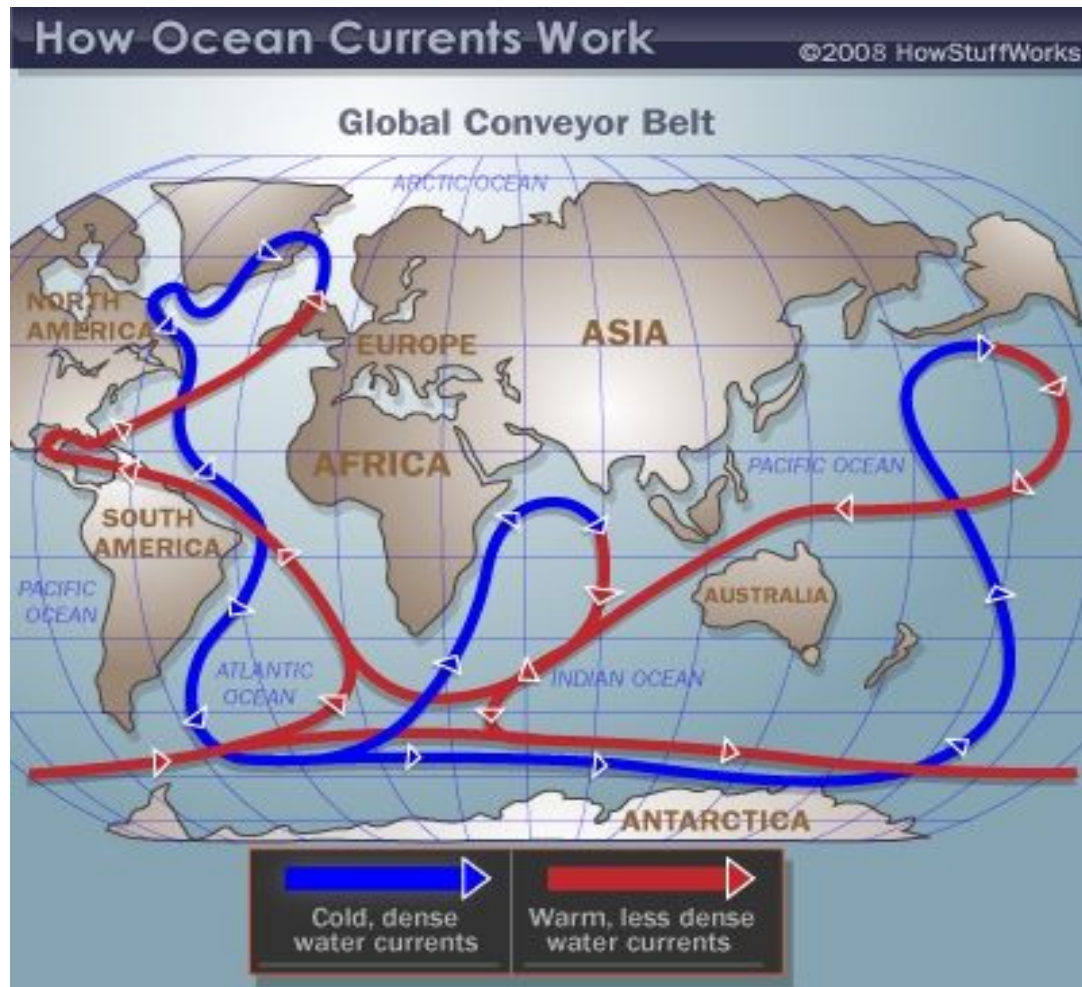 How Ocean Currents Work
©2008 HowStuffWorks
Global Conveyor Belt
ARCTIC OCEAN
NORTH
AMERICA
EUROPE
ASIA
AFRICA
PACIFIC OCEAN
SOUTH
AMERICA
PACIFIC
OCEAN
AUSTRALIA
ATLANTIC
OCEAN
INDIAN OCEAN
ANTARCTICA
Cold, dense
water currents
Warm, less dense
water currents